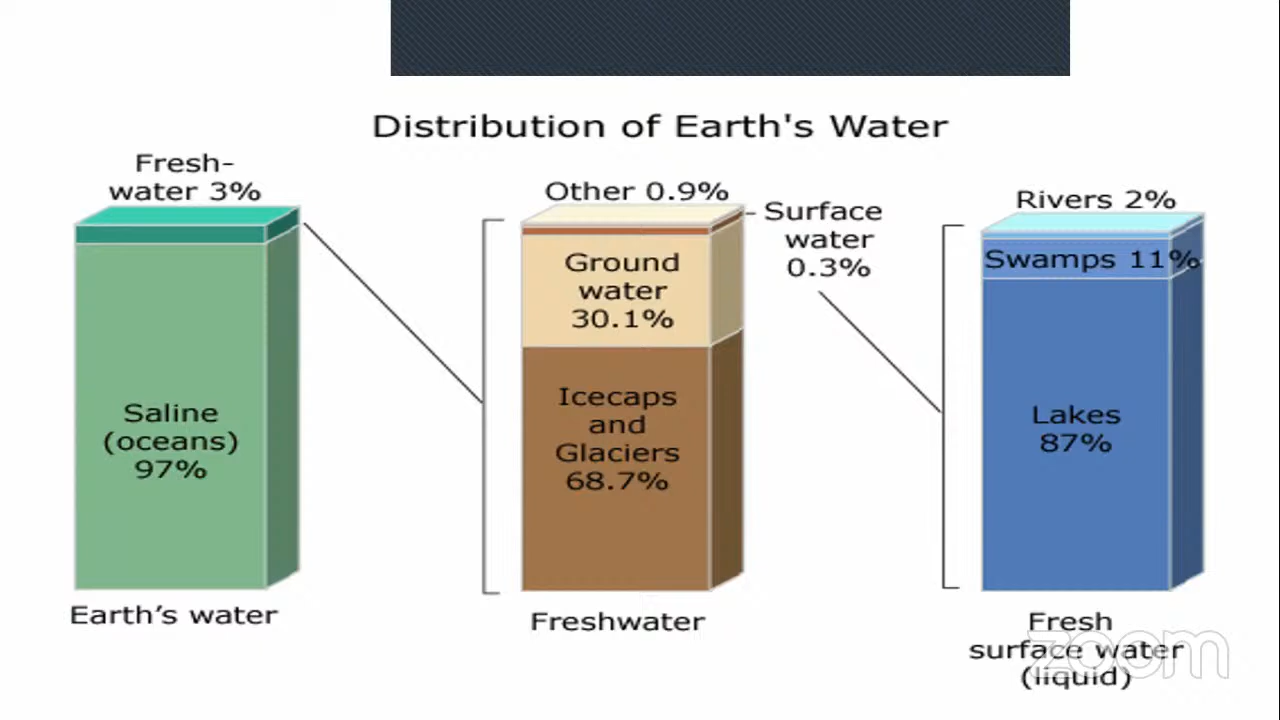 Distribution of Earth's Water
Fresh-
water 3%
Saline
(oceans)
97%
Earth’s water
Other 0.9%
Surface
water
0.3%
Ground
water
30.1%
Icecaps
and
Glaciers
68.7%
Freshwater
Rivers 2%
Swamps 11%
Lakes
87%
Fresh
surface water
(liquid)
zoom